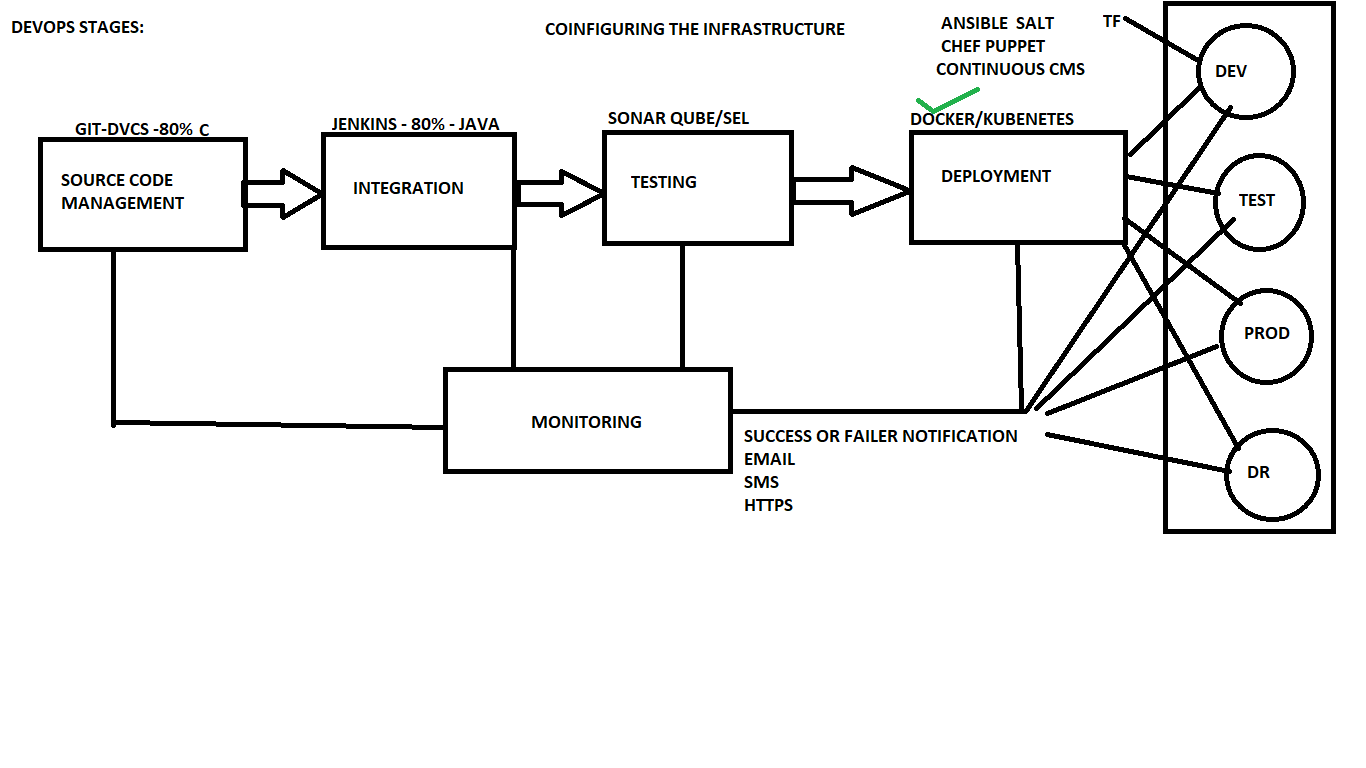 DEVOPS STAGES:
COINFIGURING THE INFRASTRUCTURE
ANSIBLE SALT
CHEF PUPPET
CONTINUOUS CMS
TF
DEV
GIT-DVCS -80% C
JENKINS - 80% - JAVA
SONAR QUBE/SEL
DOCKER/KUBENETES
SOURCE CODE
MANAGEMENT
INTEGRATION
TESTING
DEPLOYMENT
TEST
PROD
MONITORING
SUCCESS OR FAILER NOTIFICATION
EMAIL
SMS
HTTPS
DR